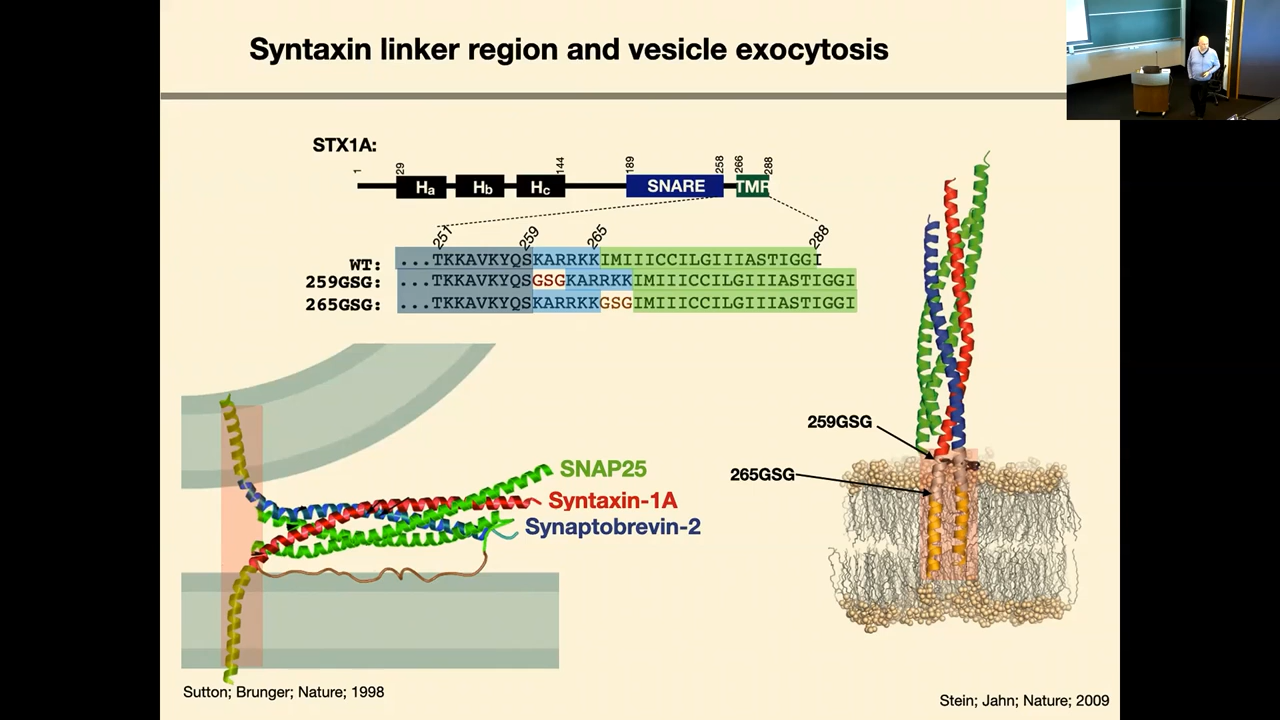 Syntaxin linker region and vesicle exocytosis
STX1A:
1 29 144 189 258 266 288
Ha Hb Hc SNARE TMR
251 259 265 288
WT: ...TKKAVKYQSKARRKKIMIIICCILGIIIASTIGGI
259GSG: ...TKKAVKYQSGSGKARRKKIMIIICCILGIIIASTIGGI
265GSG: ...TKKAVKYQSKARRKKGSGIMIIICCILGIIIASTIGGI
259GSG
265GSG
SNAP25
Syntaxin-1A
Synaptobrevin-2
Sutton; Brunger; Nature; 1998
Stein; Jahn; Nature; 2009